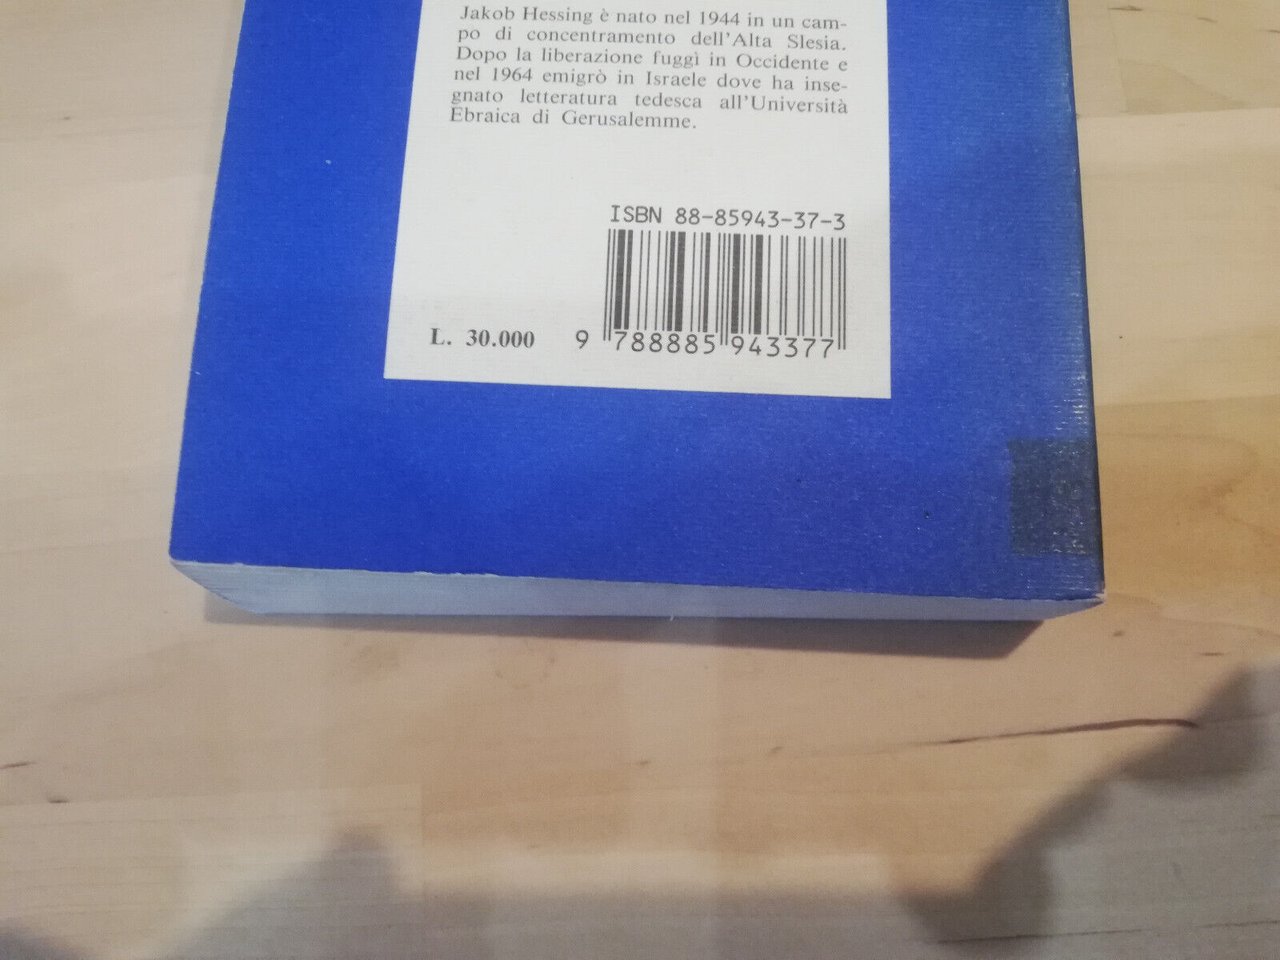 Jakob Hessing è nato nel 1944 in un cam-
po di concentramento dell'Alta Slesia.
Dopo la liberazione fuggì in Occidente e
nel 1964 emigrò in Israele dove ha inse-
gnato letteratura tedesca all'Università
Ebraica di Gerusalemme.
ISBN 88-85943-37-3
L. 30.000
9 788885 943377